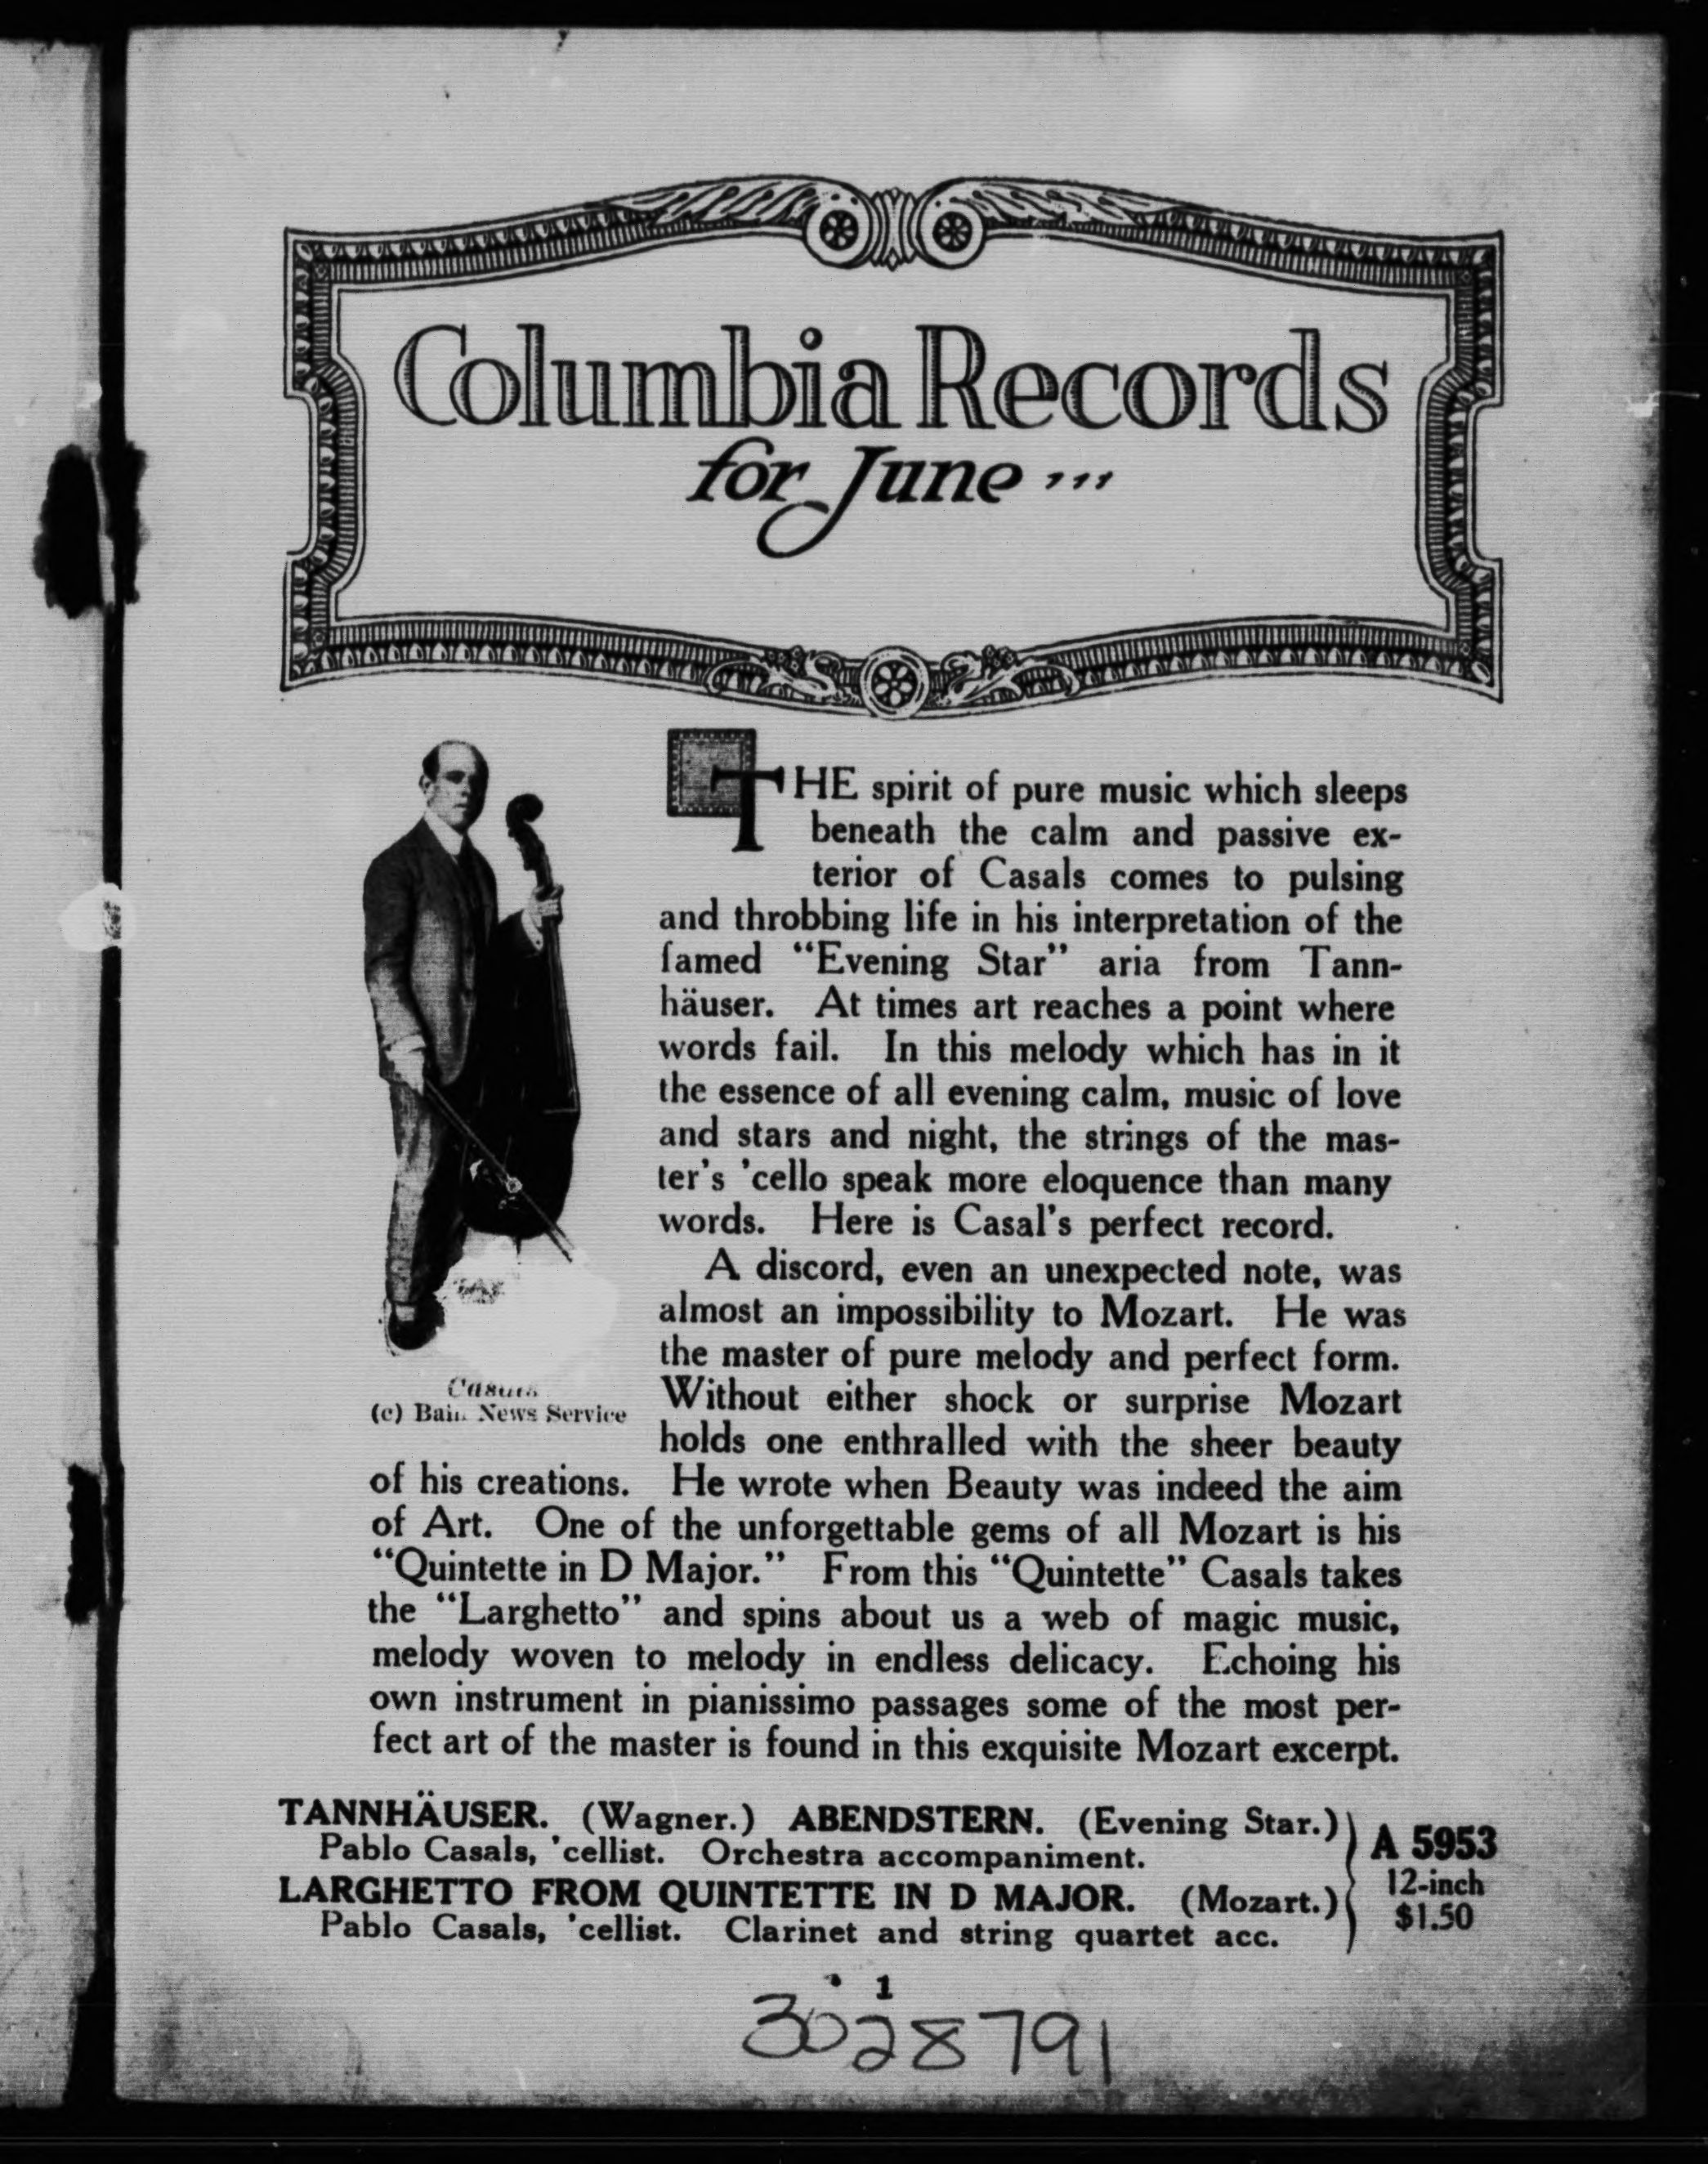 Columbia Records
for June ...
THE spirit of pure music which sleeps
beneath the calm and passive ex-
terior of Casals comes to pulsing
and throbbing life in his interpretation of the
famed “Evening Star” aria from Tann-
häuser. At times art reaches a point where
words fail. In this melody which has in it
the essence of all evening calm, music of love
and stars and night, the strings of the mas-
ter's 'cello speak more eloquence than many
words. Here is Casal's perfect record.
A discord, even an unexpected note, was
almost an impossibility to Mozart. He was
the master of pure melody and perfect form.
Without either shock or surprise Mozart
holds one enthralled with the sheer beauty
of his creations. He wrote when Beauty was indeed the aim
of Art. One of the unforgettable gems of all Mozart is his
“Quintette in D Major.” From this “Quintette” Casals takes
the “Larghetto” and spins about us a web of magic music,
melody woven to melody in endless delicacy. Echoing his
own instrument in pianissimo passages some of the most per-
fect art of the master is found in this exquisite Mozart excerpt.
Casals
(c) Bain News Service
TANNHÄUSER. (Wagner.) ABENDSTERN. (Evening Star.)
Pablo Casals, 'cellist. Orchestra accompaniment.
LARGHETTO FROM QUINTETTE IN D MAJOR. (Mozart.)
Pablo Casals, 'cellist. Clarinet and string quartet acc.
A 5953
12-inch
$1.50
1
3028791